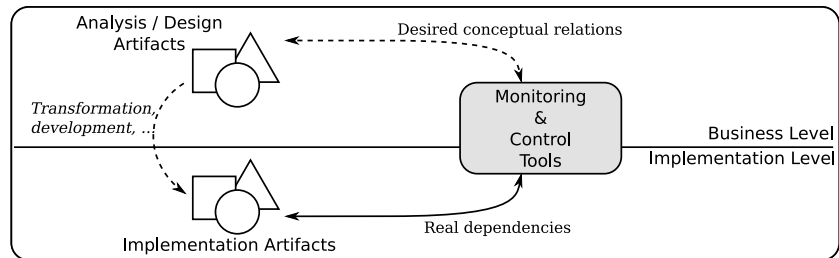 Analysis / Design
Artifacts
Desired conceptual relations
Transformation,
development, ...
Monitoring
&
Control
Tools
Business Level
Implementation Level
Real dependencies
Implementation Artifacts